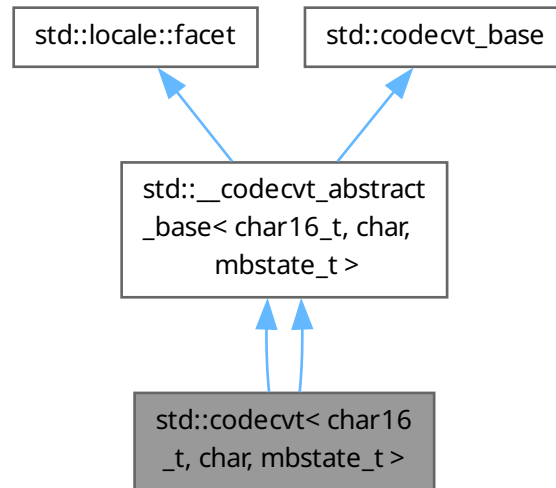 std::locale::facet
std::codecvt_base
std::__codecvt_abstract
_base< char16_t, char,
mbstate_t >
std::codecvt< char16
_t, char, mbstate_t >